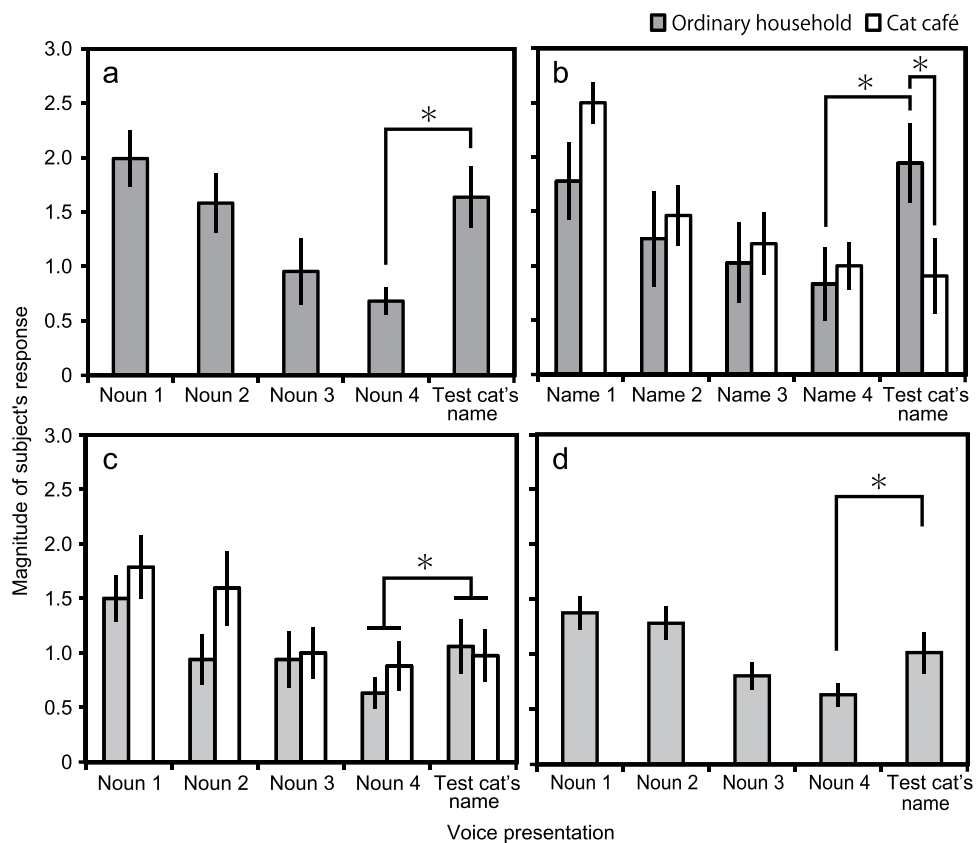 Ordinary household Cat café
a
b
3.0
2.5
2.0
1.5
1.0
0.5
0
*
*
*
Noun 1 Noun 2 Noun 3 Noun 4 Test cat's name
Name 1 Name 2 Name 3 Name 4 Test cat's name
Magnitude of subject's response
c
d
3.0
2.5
2.0
1.5
1.0
0.5
0
*
*
Noun 1 Noun 2 Noun 3 Noun 4 Test cat's name
Noun 1 Noun 2 Noun 3 Noun 4 Test cat's name
Voice presentation